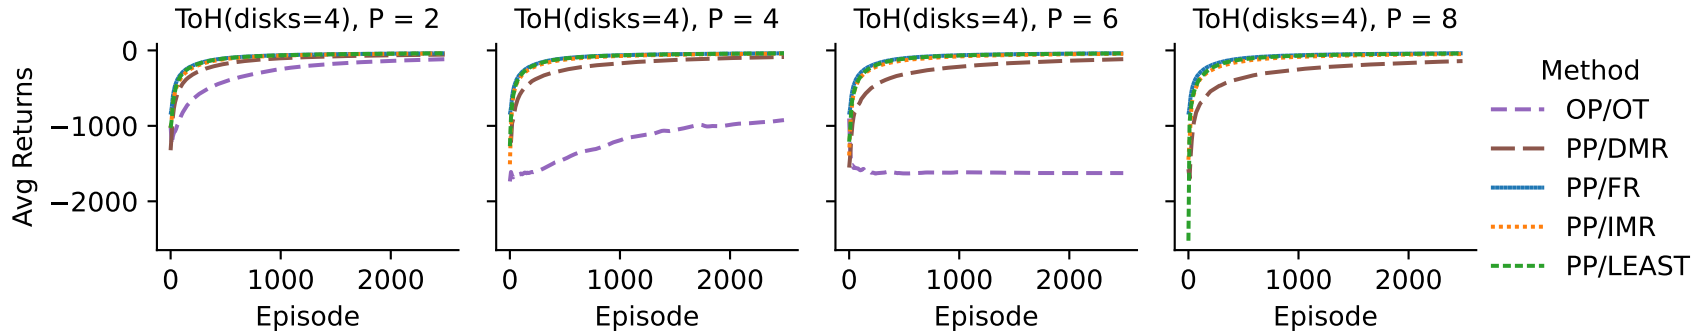 ToH(disks=4), P = 2
ToH(disks=4), P = 4
ToH(disks=4), P = 6
ToH(disks=4), P = 8
Avg Returns
0
−1000
−2000
0 1000 2000
0 1000 2000
0 1000 2000
0 1000 2000
Episode
Episode
Episode
Episode
Method
OP/OT
PP/DMR
PP/FR
PP/IMR
PP/LEAST